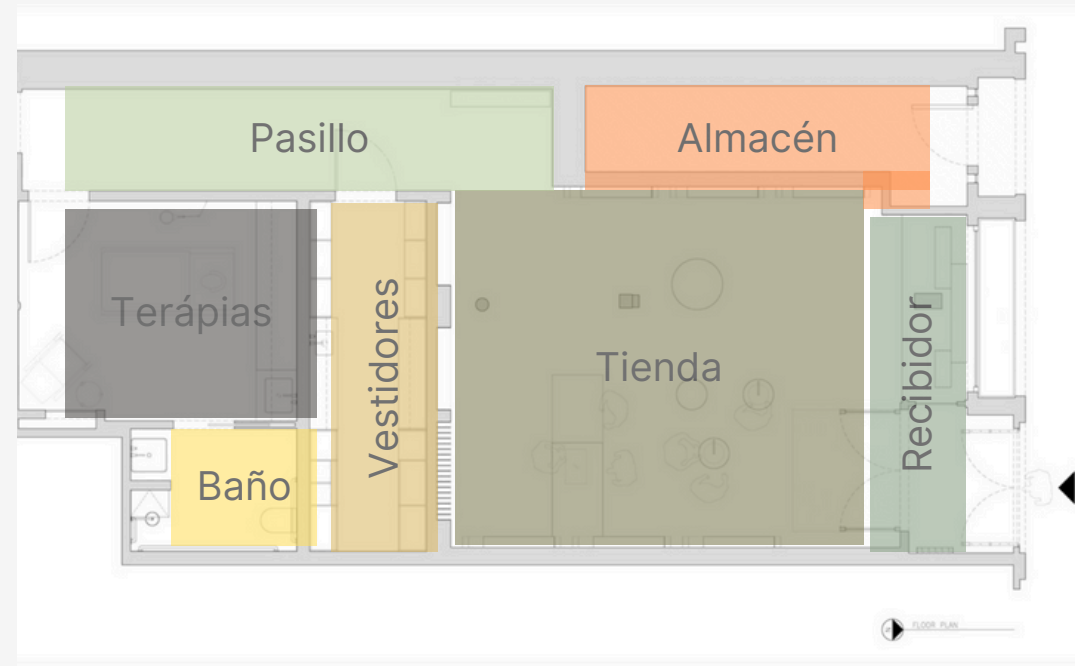 Pasillo
Almacén
Terápias
Vestidores
Tienda
Recibidor
Baño
FLOOR PLAN